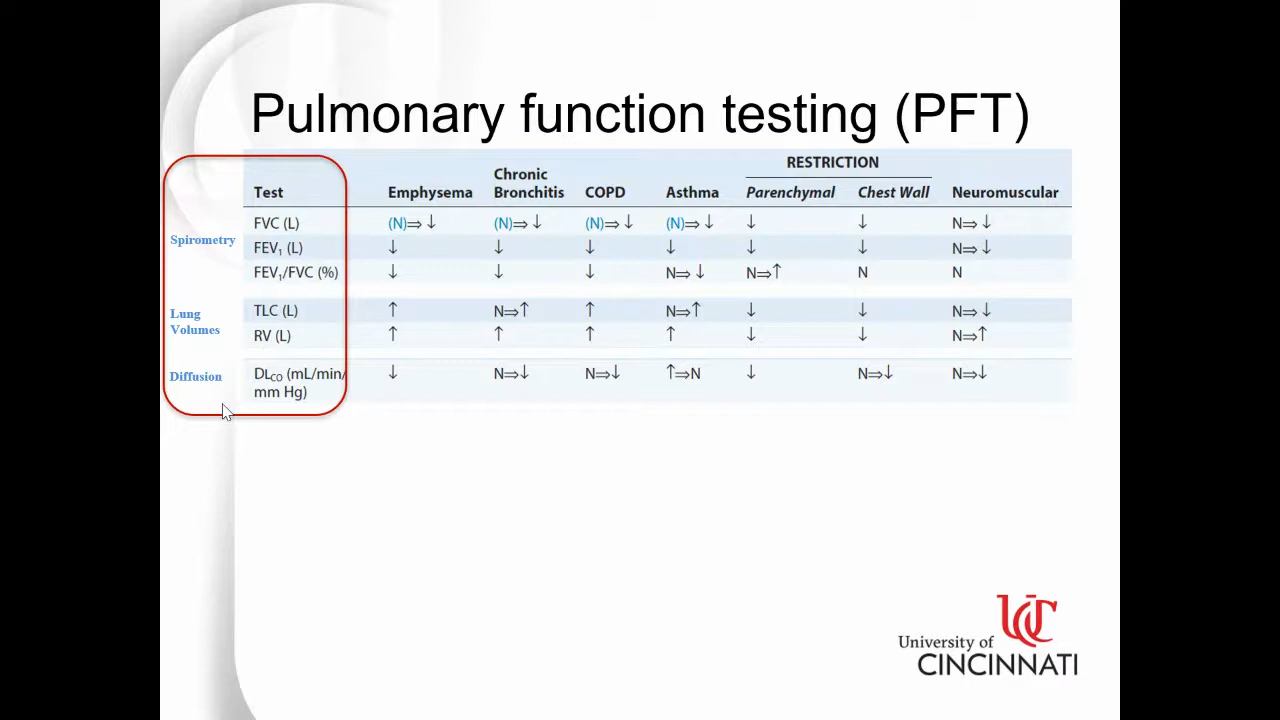 Pulmonary function testing (PFT)
RESTRICTION
Test Emphysema Chronic Bronchitis COPD Asthma Parenchymal Chest Wall Neuromuscular
Spirometry
FVC (L) (N)⇒↓ (N)⇒↓ (N)⇒↓ (N)⇒↓ ↓ ↓ N⇒↓
FEV₁ (L) ↓ ↓ ↓ ↓ ↓ ↓ N⇒↓
FEV₁/FVC (%) ↓ ↓ ↓ N⇒↓ N⇒↑ N N
Lung
Volumes
TLC (L) ↑ N⇒↑ ↑ N⇒↑ ↓ ↓ N⇒↓
RV (L) ↑ ↑ ↑ ↑ ↓ ↓ N⇒↑
Diffusion
DLCO (mL/min/ ↓ N⇒↓ N⇒↓ ↑⇒N ↓ N⇒↓ N⇒↓
mm Hg)
UC
University of
CINCINNATI